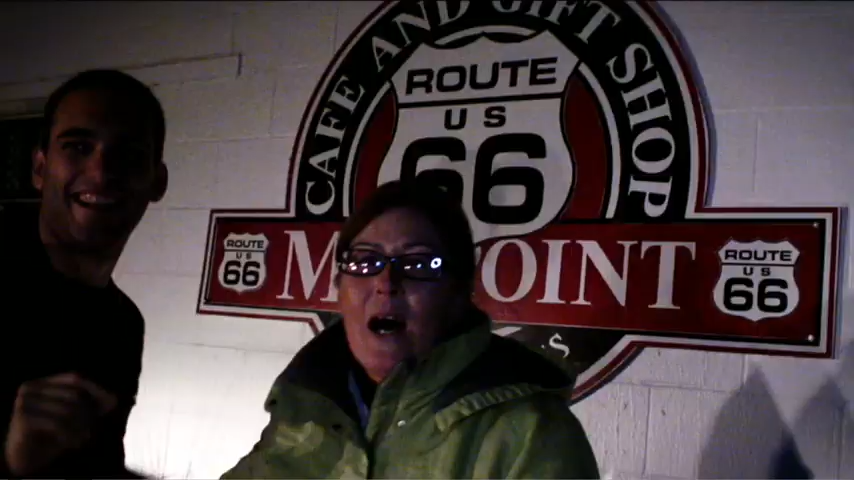 CAFE AND GIFT SHOP
ROUTE
US
66
ROUTE
US
66
M POINT
ROUTE
US
66
S